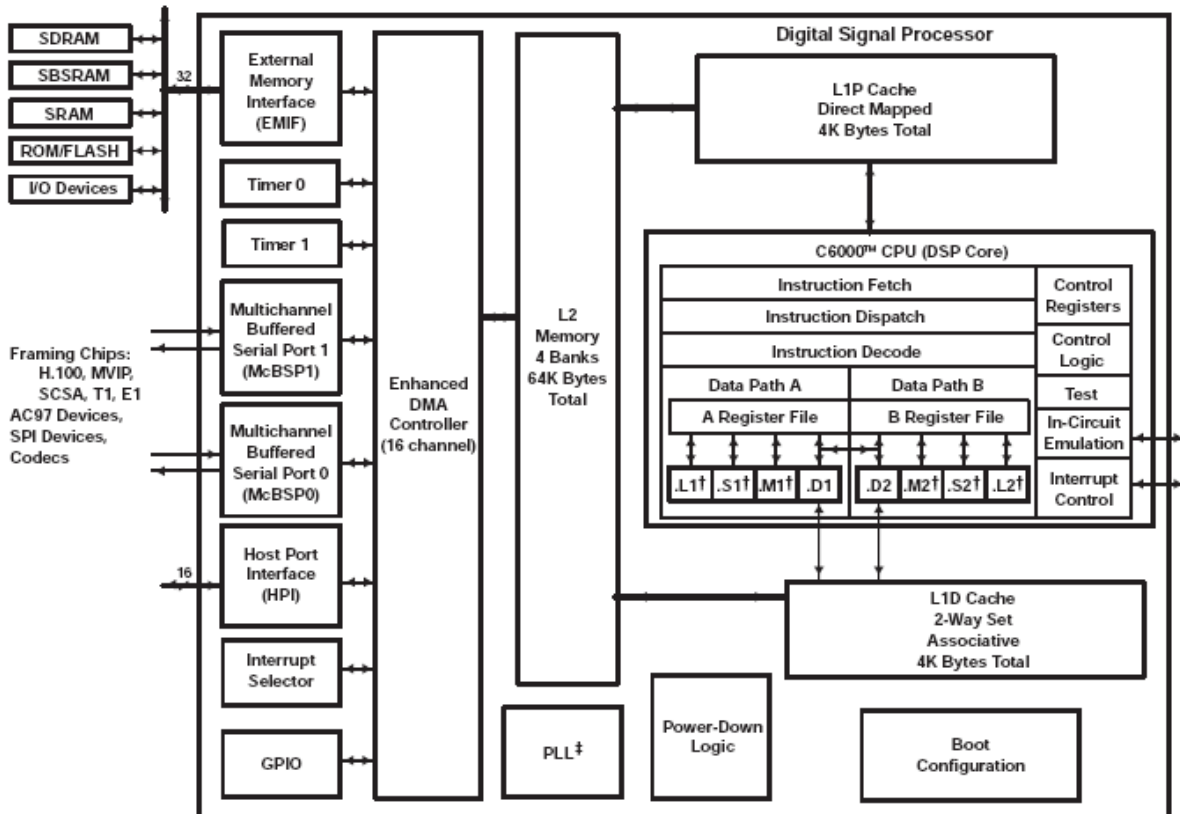 Digital Signal Processor
SDRAM
SBSRAM
SRAM
ROM/FLASH
I/O Devices
32
External
Memory
Interface
(EMIF)
Timer 0
Timer 1
Multichannel
Buffered
Serial Port 1
(McBSP1)
Framing Chips:
H.100, MVIP,
SCSA, T1, E1
AC97 Devices,
SPI Devices,
Codecs
Multichannel
Buffered
Serial Port 0
(McBSP0)
16
Host Port
Interface
(HPI)
Interrupt
Selector
GPIO
Enhanced
DMA
Controller
(16 channel)
L2
Memory
4 Banks
64K Bytes
Total
PLL‡
Power-Down
Logic
Boot
Configuration
L1P Cache
Direct Mapped
4K Bytes Total
C6000™ CPU (DSP Core)
Instruction Fetch
Instruction Dispatch
Instruction Decode
Data Path A
Data Path B
A Register File
B Register File
.L1† .S1† .M1† .D1
.D2 .M2† .S2† .L2†
Control
Registers
Control
Logic
Test
In-Circuit
Emulation
Interrupt
Control
L1D Cache
2-Way Set
Associative
4K Bytes Total